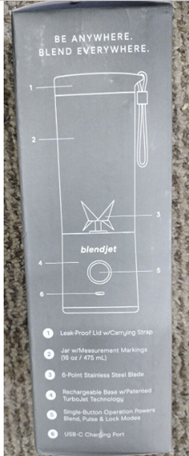 BE ANYWHERE.
BLEND EVERYWHERE.
1
2
3
blendjet
4
5
6
1 Leak-Proof Lid w/Carrying Strap
2 Jar w/Measurement Markings
(16 oz / 475 mL)
3 6-Point Stainless Steel Blade
4 Rechargeable Base w/Patented
TurboJet Technology
5 Single-Button Operation Powers
Blend, Pulse & Lock Modes
6 USB-C Charging Port